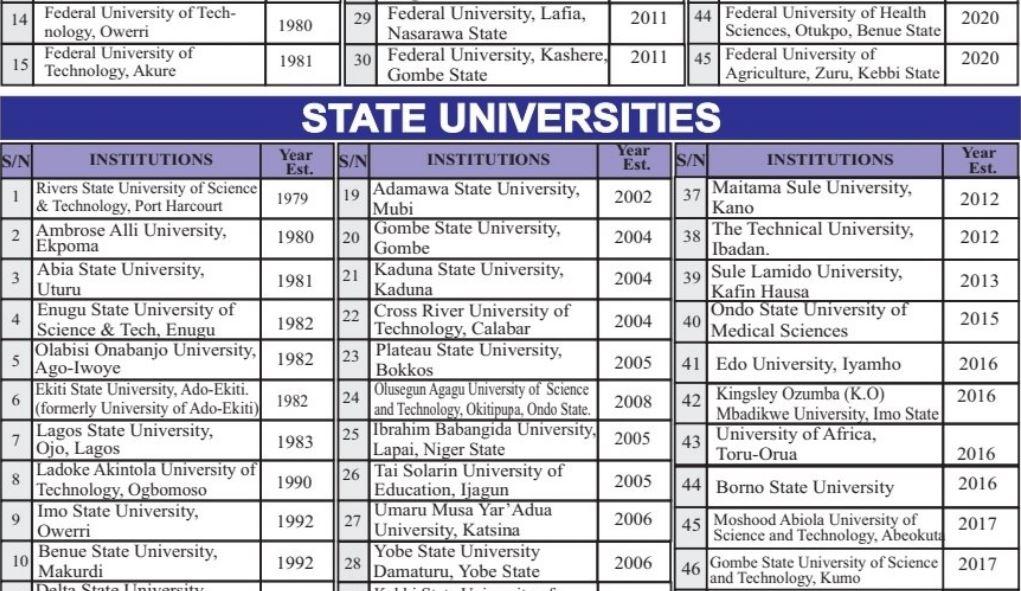 14 Federal University of Tech-
nology, Owerri 1980
15 Federal University of
Technology, Akure 1981
29 Federal University, Lafia,
Nasarawa State 2011
30 Federal University, Kashere,
Gombe State 2011
44 Federal University of Health
Sciences, Otukpo, Benue State 2020
45 Federal University of
Agriculture, Zuru, Kebbi State 2020
STATE UNIVERSITIES
S/N INSTITUTIONS Year Est.
1 Rivers State University of Science
& Technology, Port Harcourt 1979
2 Ambrose Alli University,
Ekpoma 1980
3 Abia State University,
Uturu 1981
4 Enugu State University of
Science & Tech, Enugu 1982
5 Olabisi Onabanjo University,
Ago-Iwoye 1982
6 Ekiti State University, Ado-Ekiti.
(formerly University of Ado-Ekiti) 1982
7 Lagos State University,
Ojo, Lagos 1983
8 Ladoke Akintola University of
Technology, Ogbomoso 1990
9 Imo State University,
Owerri 1992
10 Benue State University,
Makurdi 1992
Delta State University
S/N INSTITUTIONS Year Est.
19 Adamawa State University,
Mubi 2002
20 Gombe State University,
Gombe 2004
21 Kaduna State University,
Kaduna 2004
22 Cross River University of
Technology, Calabar 2004
23 Plateau State University,
Bokkos 2005
24 Olusegun Agagu University of Science
and Technology, Okitipupa, Ondo State. 2008
25 Ibrahim Babangida University,
Lapai, Niger State 2005
26 Tai Solarin University of
Education, Ijagun 2005
27 Umaru Musa Yar’Adua
University, Katsina 2006
28 Yobe State University
Damaturu, Yobe State 2006
S/N INSTITUTIONS Year Est.
37 Maitama Sule University,
Kano 2012
38 The Technical University,
Ibadan. 2012
39 Sule Lamido University,
Kafin Hausa 2013
40 Ondo State University of
Medical Sciences 2015
41 Edo University, Iyamho 2016
42 Kingsley Ozumba (K.O)
Mbadikwe University, Imo State 2016
43 University of Africa,
Toru-Orua 2016
44 Borno State University 2016
45 Moshood Abiola University of
Science and Technology, Abeokuta 2017
46 Gombe State University of Science
and Technology, Kumo 2017